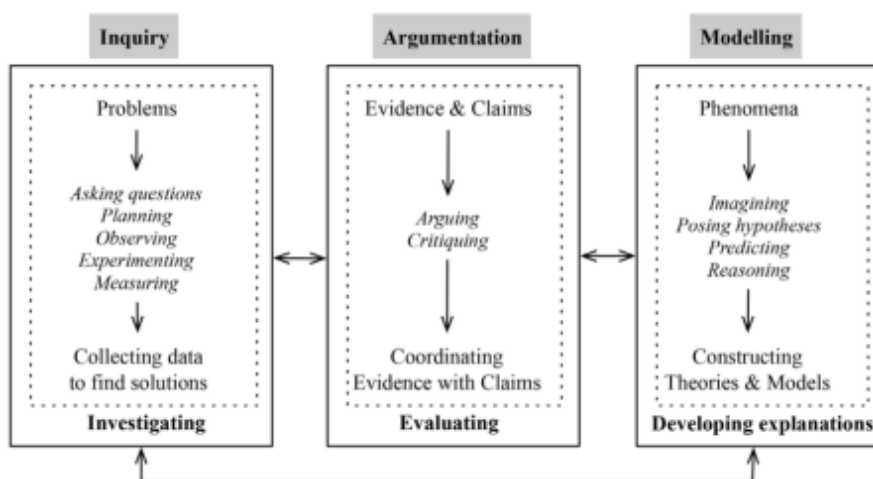 Inquiry
Problems
Asking questions
Planning
Observing
Experimenting
Measuring
Collecting data
to find solutions
Investigating
Argumentation
Evidence & Claims
Arguing
Critiquing
Coordinating
Evidence with Claims
Evaluating
Modelling
Phenomena
Imagining
Posing hypotheses
Predicting
Reasoning
Constructing
Theories & Models
Developing explanations